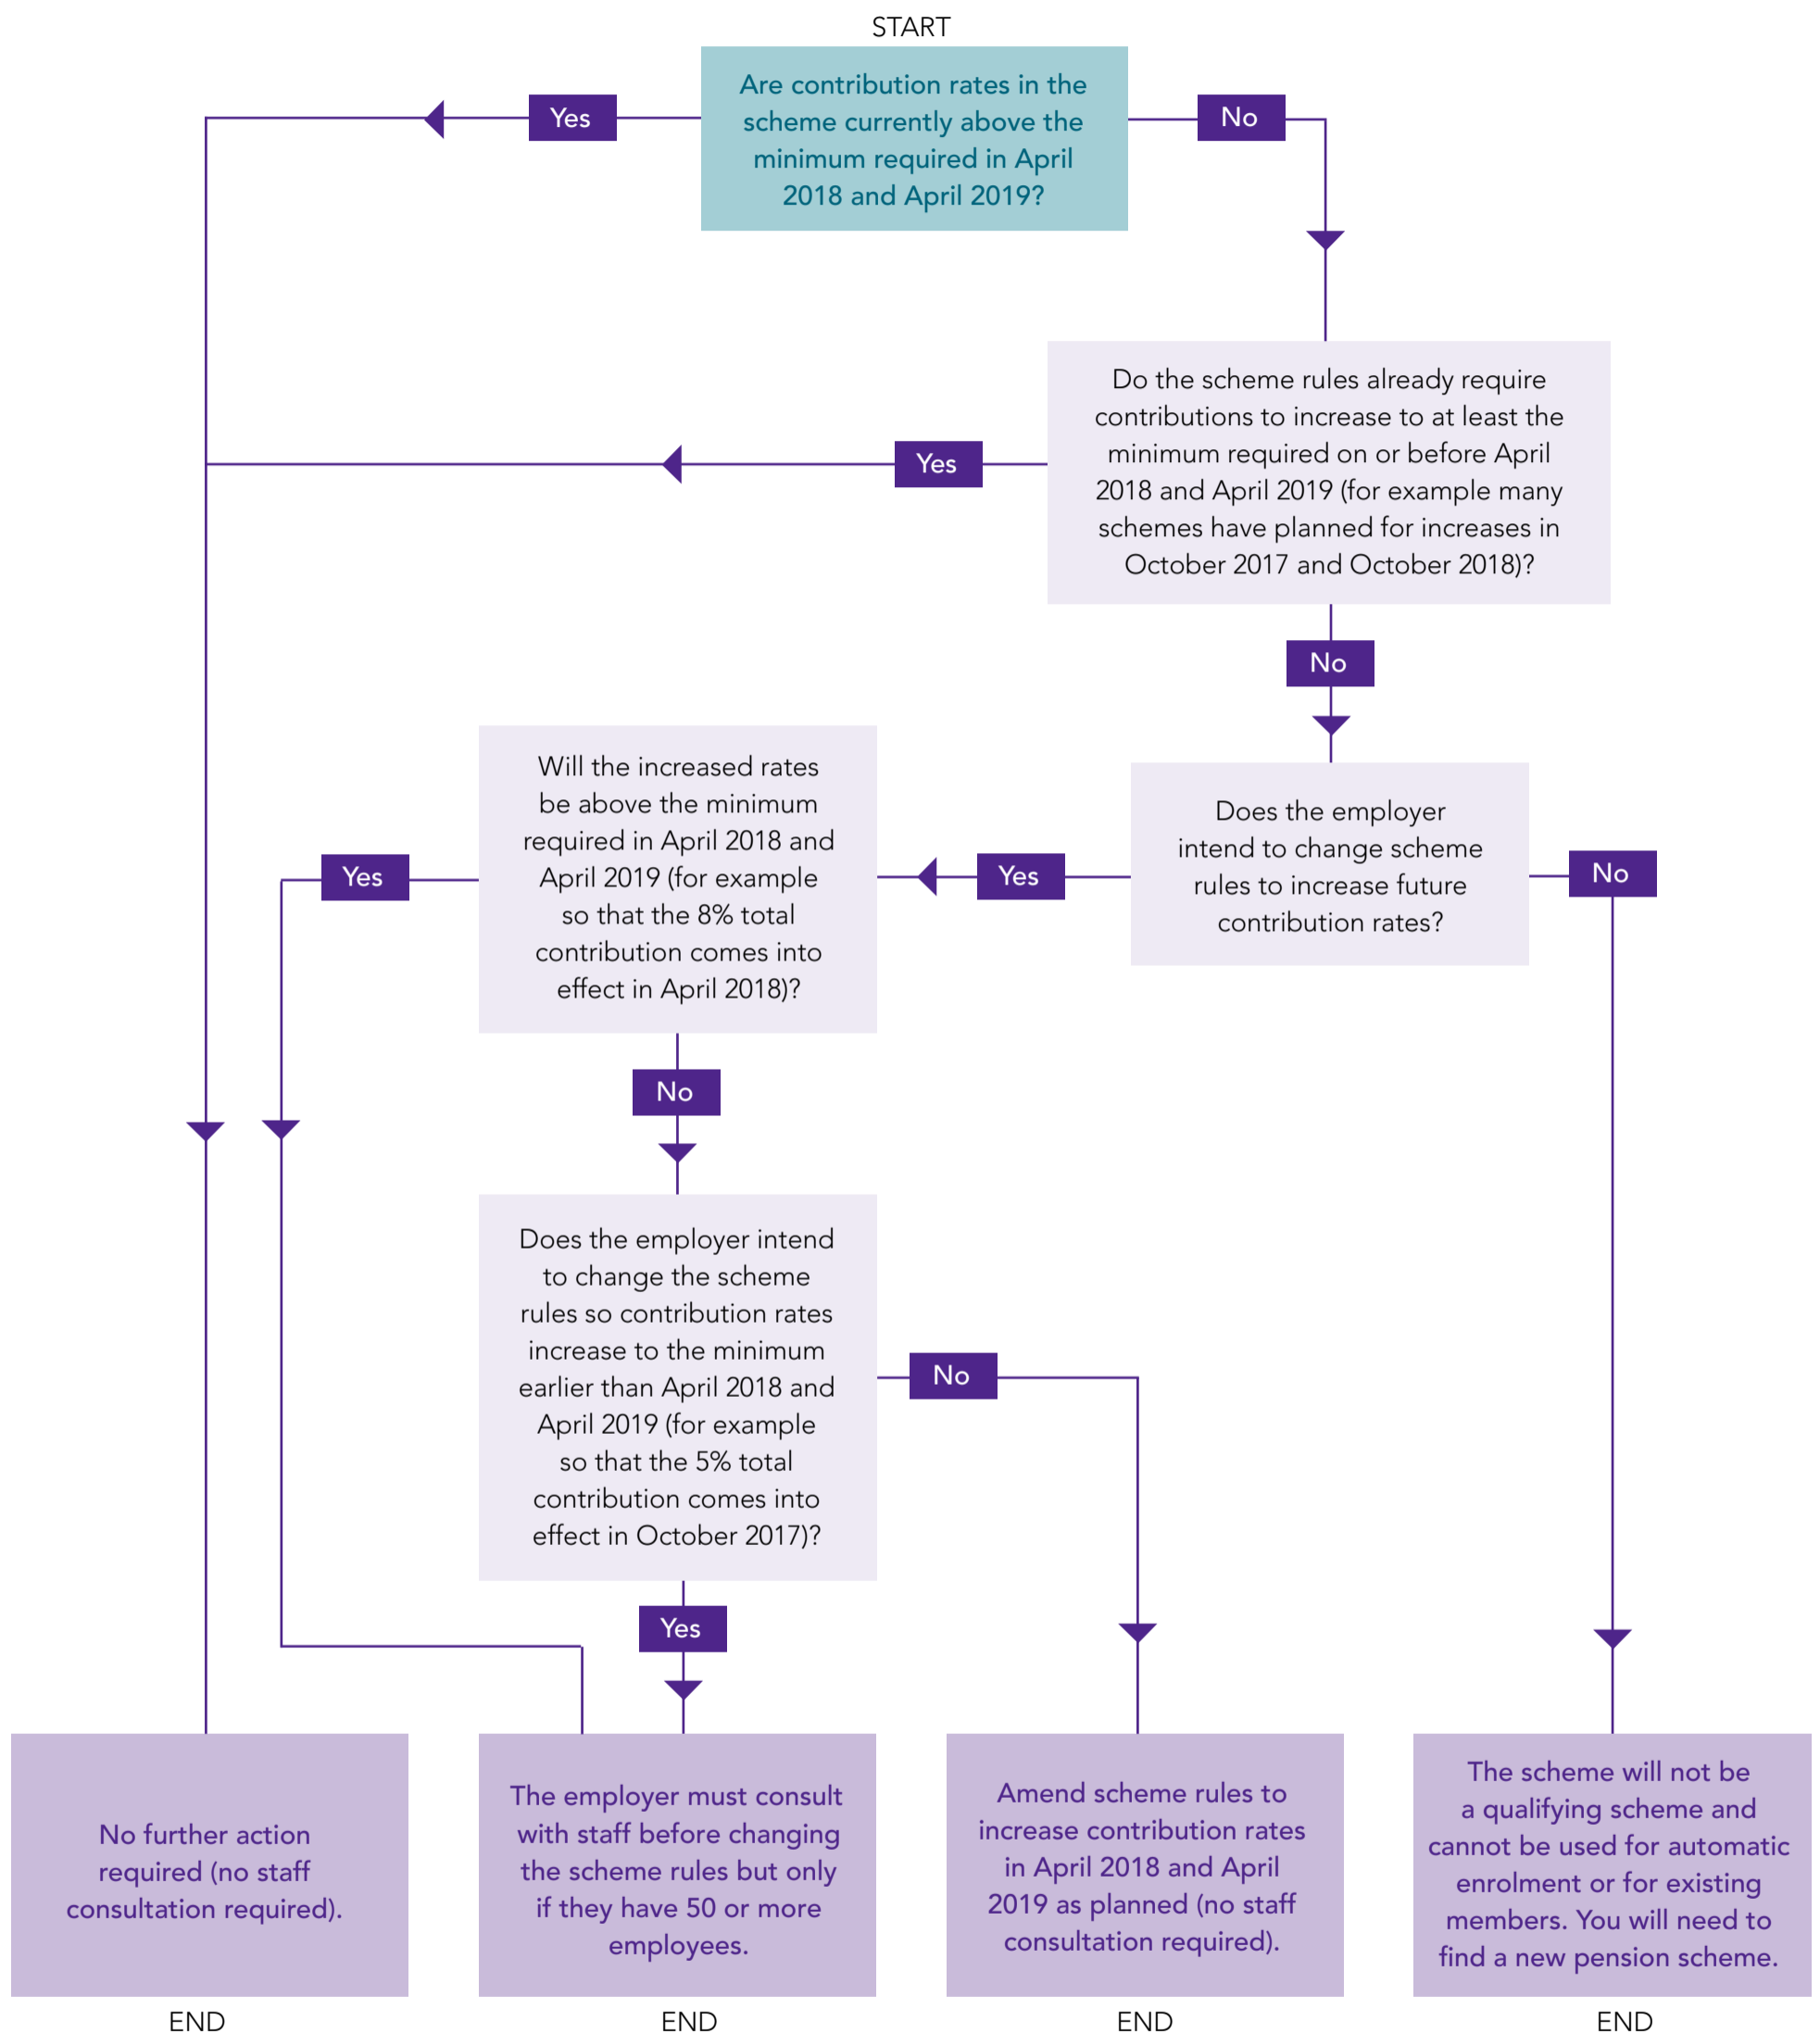 START
Are contribution rates in the
scheme currently above the
minimum required in April
2018 and April 2019?
Yes
No
Do the scheme rules already require
contributions to increase to at least the
minimum required on or before April
2018 and April 2019 (for example many
schemes have planned for increases in
October 2017 and October 2018)?
Yes
No
Does the employer
intend to change scheme
rules to increase future
contribution rates?
Yes
No
Will the increased rates
be above the minimum
required in April 2018 and
April 2019 (for example
so that the 8% total
contribution comes into
effect in April 2018)?
Yes
No
Does the employer intend
to change the scheme
rules so contribution rates
increase to the minimum
earlier than April 2018 and
April 2019 (for example
so that the 5% total
contribution comes into
effect in October 2017)?
No
Yes
No further action
required (no staff
consultation required).
END
The employer must consult
with staff before changing
the scheme rules but only
if they have 50 or more
employees.
END
Amend scheme rules to
increase contribution rates
in April 2018 and April
2019 as planned (no staff
consultation required).
END
The scheme will not be
a qualifying scheme and
cannot be used for automatic
enrolment or for existing
members. You will need to
find a new pension scheme.
END